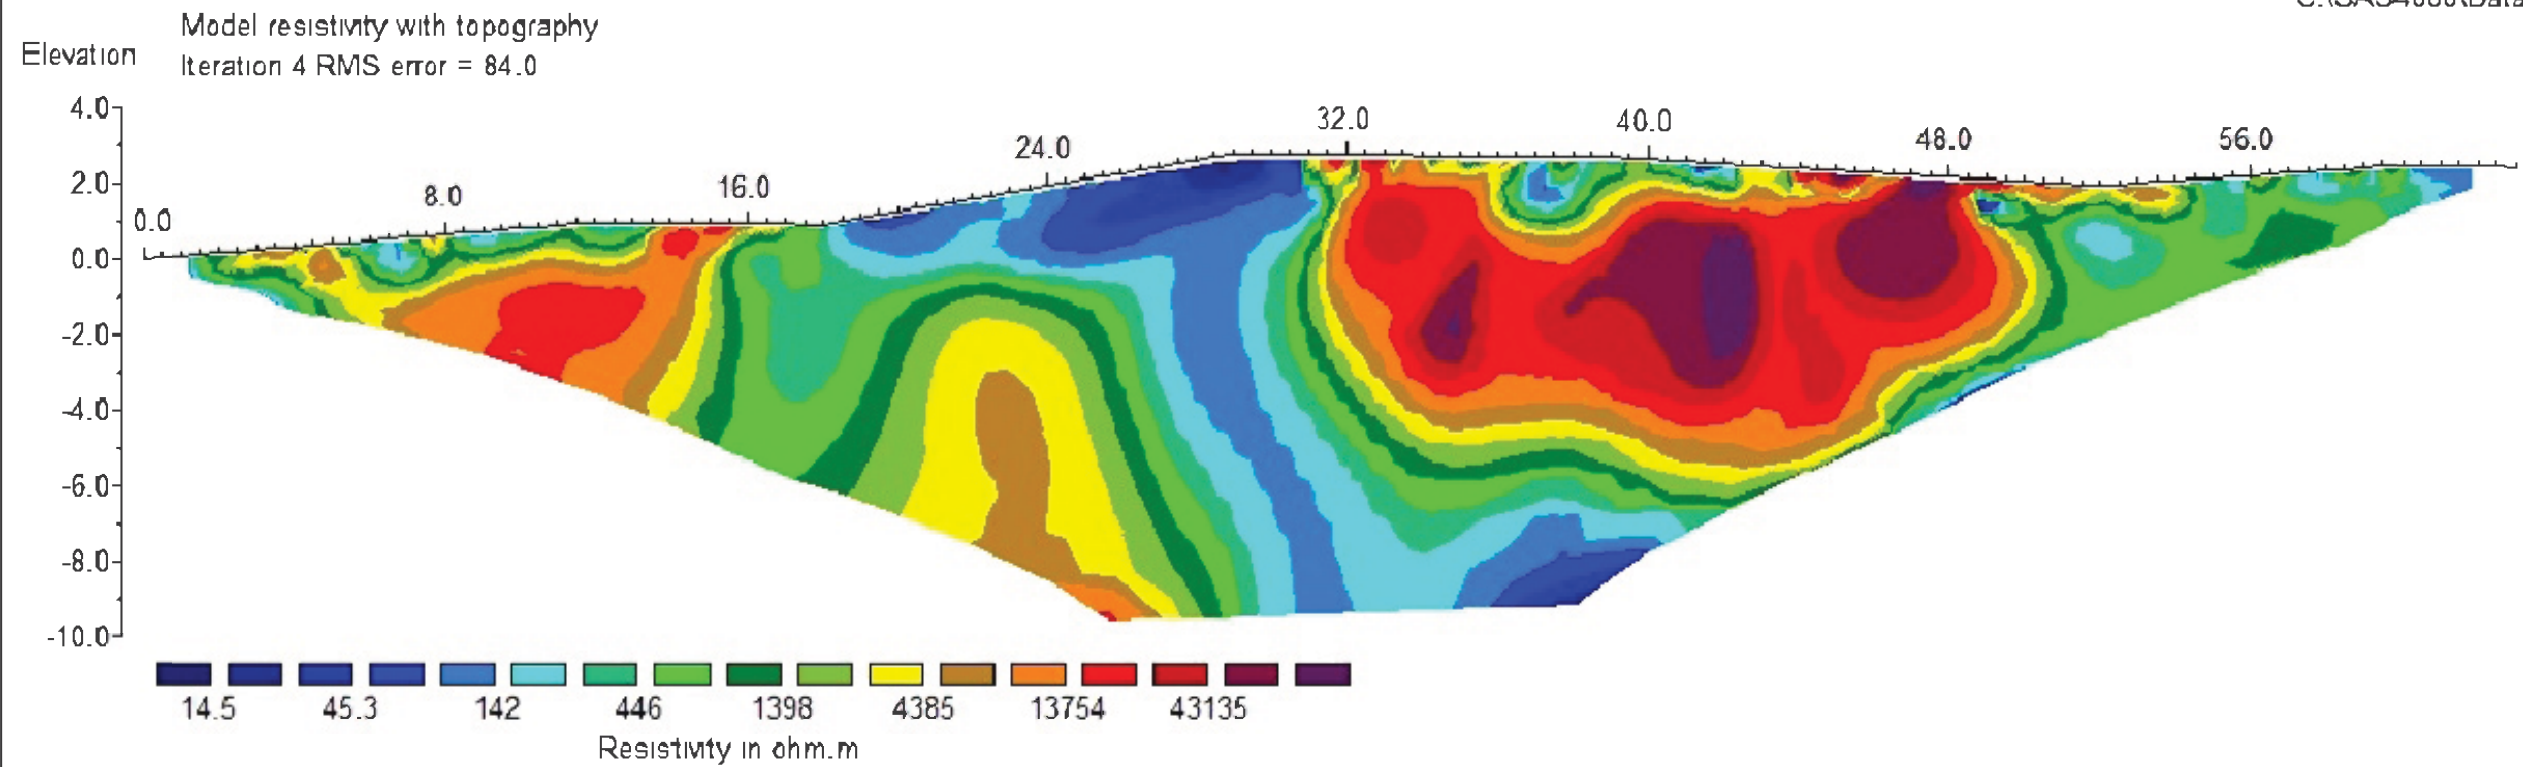 Model resistivity with topography
Elevation
Iteration 4 RMS error = 84.0
4.0
2.0
0.0
-2.0
-4.0
-6.0
-8.0
-10.0
0.0 8.0 16.0 24.0 32.0 40.0 48.0 56.0
14.5 45.3 142 446 1398 4385 13754 43135
Resistivity in ohm.m